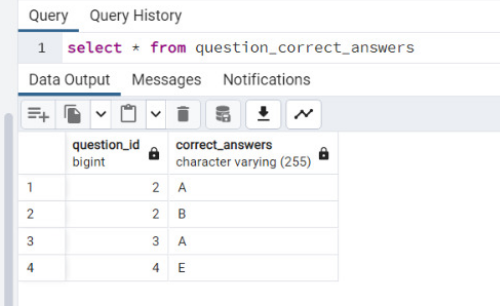 Query Query History
1 select * from question_correct_answers
Data Output Messages Notifications
question_id correct_answers
bigint character varying (255)
1 2 A
2 2 B
3 3 A
4 4 E